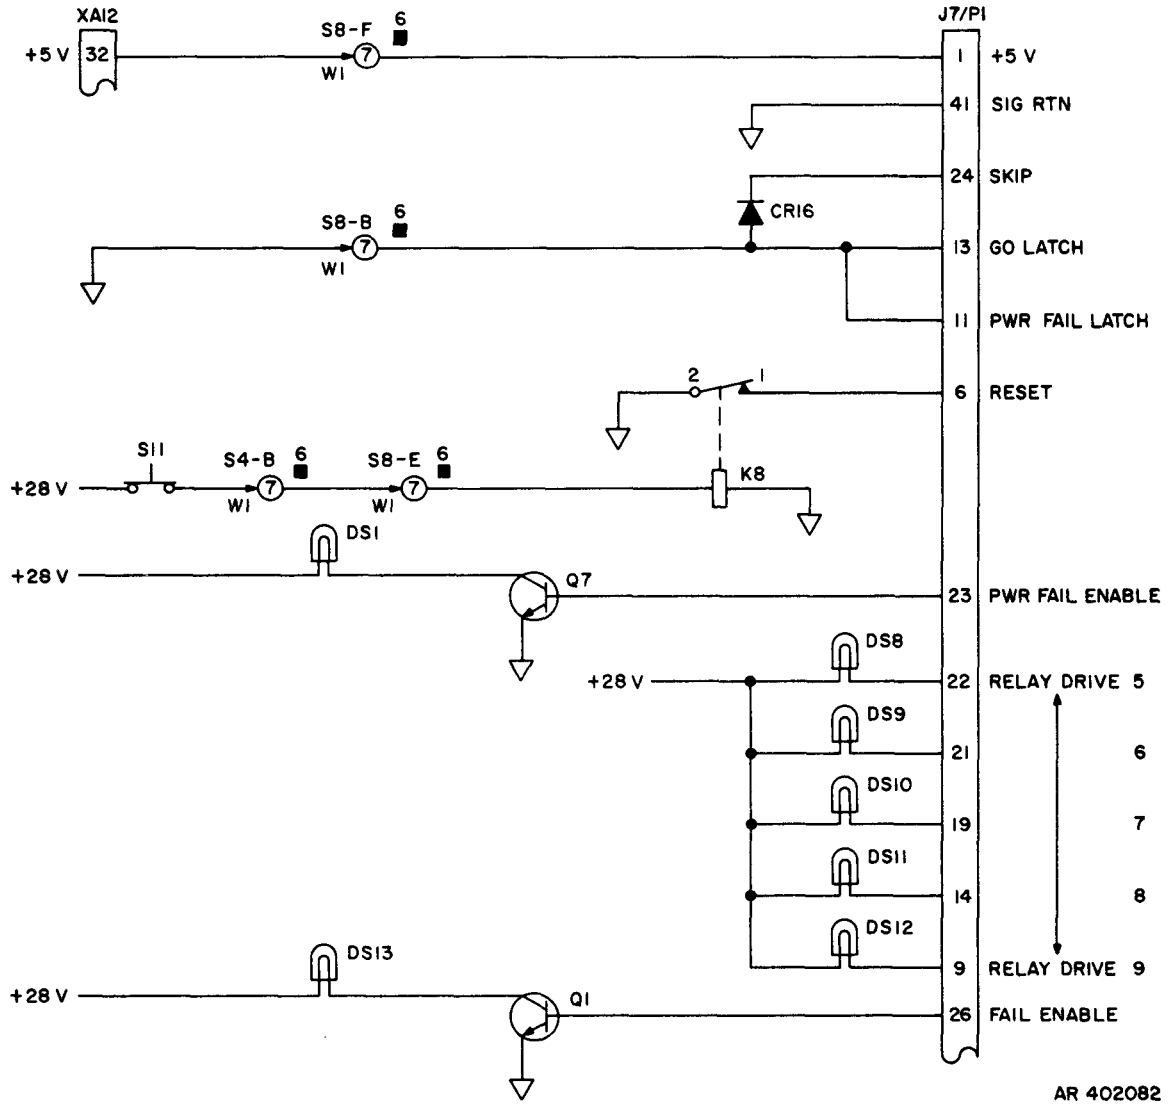 XA12 J7/P1
S8-F 6
+5 V 32 7 1 +5 V
W1
41 SIG RTN
24 SKIP
CR16
S8-B 6
7 13 GO LATCH
W1
11 PWR FAIL LATCH
2 1
6 RESET
S11 S4-B 6 S8-E 6
+28 V 7 7 K8
W1 W1
DS1
+28 V Q7
23 PWR FAIL ENABLE
DS8
+28 V 22 RELAY DRIVE 5
DS9
21 6
DS10
19 7
DS11
14 8
DS12
9 RELAY DRIVE 9
DS13
+28 V Q1
26 FAIL ENABLE
AR 402082